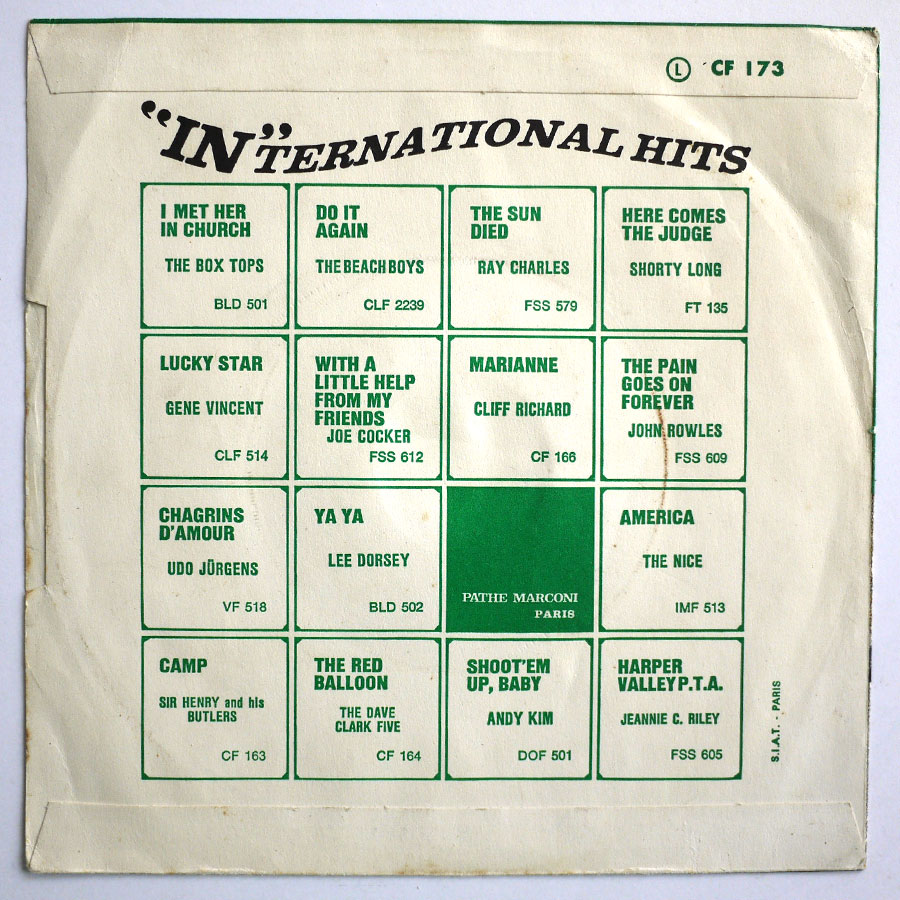 Ⓛ CF 173
“IN”TERNATIONAL HITS
I MET HER
IN CHURCH
THE BOX TOPS
BLD 501
DO IT
AGAIN
THE BEACH BOYS
CLF 2239
THE SUN
DIED
RAY CHARLES
FSS 579
HERE COMES
THE JUDGE
SHORTY LONG
FT 135
LUCKY STAR
GENE VINCENT
CLF 514
WITH A
LITTLE HELP
FROM MY
FRIENDS
JOE COCKER
FSS 612
MARIANNE
CLIFF RICHARD
CF 166
THE PAIN
GOES ON
FOREVER
JOHN ROWLES
FSS 609
CHAGRINS
D'AMOUR
UDO JÜRGENS
VF 518
YA YA
LEE DORSEY
BLD 502
PATHE MARCONI
PARIS
AMERICA
THE NICE
IMF 513
CAMP
SIR HENRY and his
BUTLERS
CF 163
THE RED
BALLOON
THE DAVE
CLARK FIVE
CF 164
SHOOT'EM
UP, BABY
ANDY KIM
DOF 501
HARPER
VALLEY P.T.A.
JEANNIE C. RILEY
FSS 605
S.I.A.T. - PARIS